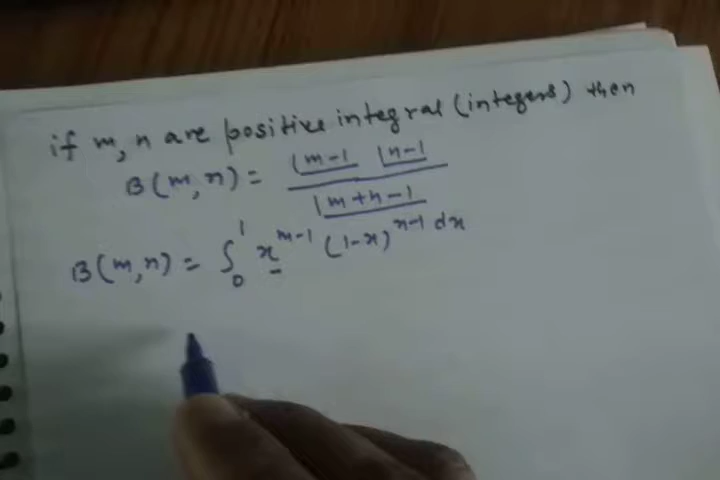 if m, n are positive integral (integers) then
B(m,n) = |m-1 |n-1 / |m+n-1
B(m,n) = ∫₀¹ x^(m-1) (1-x)^(n-1) dx